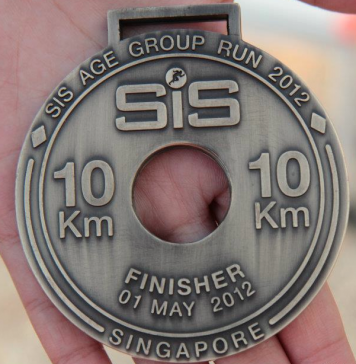 SIS AGE GROUP RUN 2012
SiS
10 Km
10 Km
FINISHER
01 MAY 2012
SINGAPORE